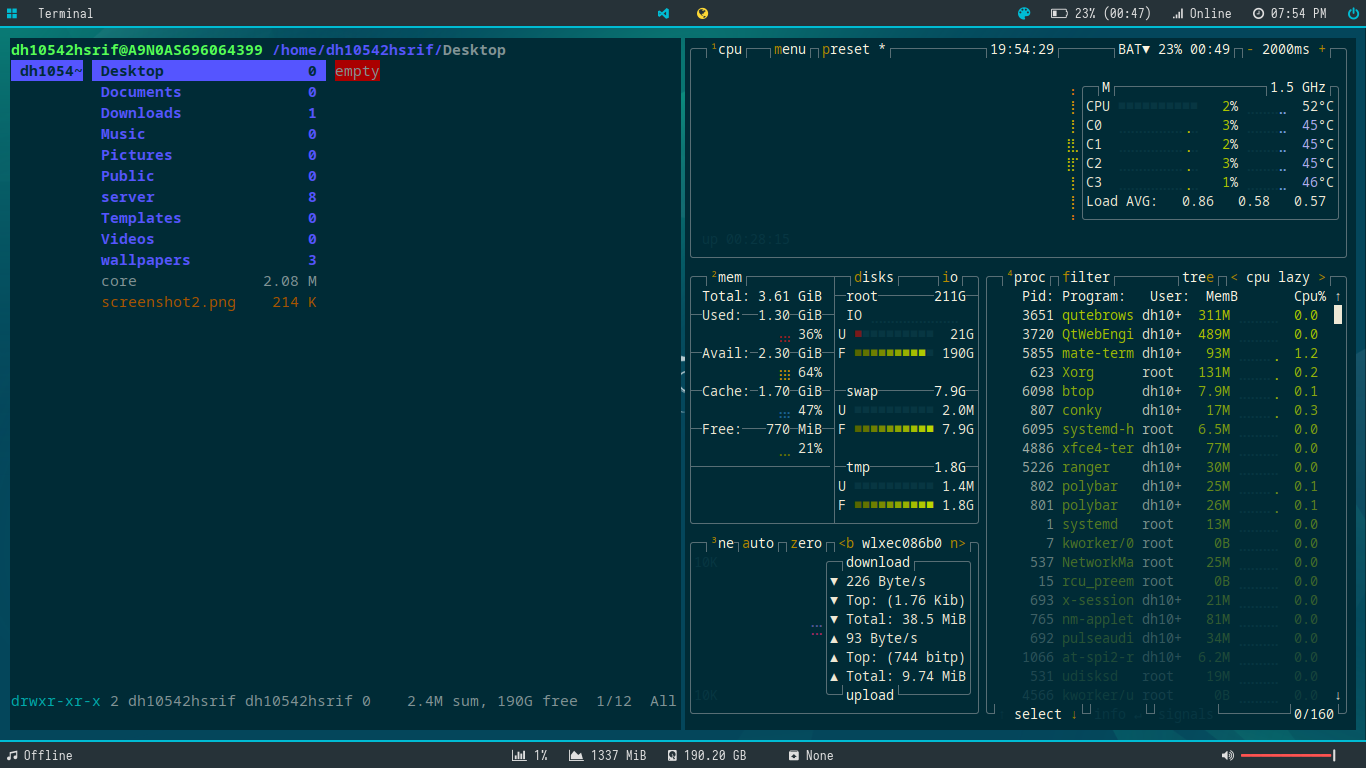 Terminal
23% (00:47)
Online
07:54 PM
dh10542hsrif@A9N0AS696064399 /home/dh10542hsrif/Desktop
dh1054~ Desktop 0 empty
Documents 0
Downloads 1
Music 0
Pictures 0
Public 0
server 8
Templates 0
Videos 0
wallpapers 3
core 2.08 M
screenshot2.png 214 K
drwxr-xr-x 2 dh10542hsrif dh10542hsrif 0 2.4M sum, 190G free 1/12 All
¹cpu menu preset * 19:54:29 BAT▼ 23% 00:49 - 2000ms +
M 1.5 GHz
CPU 2% 52°C
C0 3% 45°C
C1 2% 45°C
C2 3% 45°C
C3 1% 46°C
Load AVG: 0.86 0.58 0.57
up 00:28:15
²mem
Total: 3.61 GiB
Used: 1.30 GiB
36%
Avail: 2.30 GiB
64%
Cache: 1.70 GiB
47%
Free: 770 MiB
21%
disks io
root 211G
IO
U 21G
F 190G
swap 7.9G
U 2.0M
F 7.9G
tmp 1.8G
U 1.4M
F 1.8G
³ne auto zero <b wlxec086b0 n>
10K
download
▼ 226 Byte/s
▼ Top: (1.76 Kib)
▼ Total: 38.5 MiB
▲ 93 Byte/s
▲ Top: (744 bitp)
▲ Total: 9.74 MiB
10K
upload
⁴proc filter tree < cpu lazy >
Pid: Program: User: MemB Cpu% ↑
3651 qutebrows dh10+ 311M 0.0
3720 QtWebEngi dh10+ 489M 0.0
5855 mate-term dh10+ 93M 1.2
623 Xorg root 131M 0.2
6098 btop dh10+ 7.9M 0.1
807 conky dh10+ 17M 0.3
6095 systemd-h root 6.5M 0.0
4886 xfce4-ter dh10+ 77M 0.0
5226 ranger dh10+ 30M 0.0
802 polybar dh10+ 25M 0.1
801 polybar dh10+ 26M 0.1
1 systemd root 13M 0.0
7 kworker/0 root 0B 0.0
537 NetworkMa root 25M 0.0
15 rcu_preem root 0B 0.0
693 x-session dh10+ 21M 0.0
765 nm-applet dh10+ 81M 0.0
692 pulseaudi dh10+ 34M 0.0
1066 at-spi2-r dh10+ 6.2M 0.0
531 udisksd root 19M 0.0
4566 kworker/u root 0B 0.0 ↓
select ↓ info ↵ signals 0/160
Offline
1%
1337 MiB
190.20 GB
None